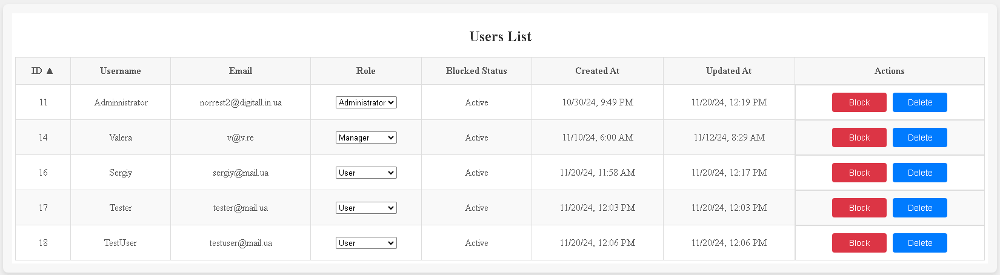 Users List
ID ▲ Username Email Role Blocked Status Created At Updated At Actions
11 Adminnistrator norrest2@digitall.in.ua Administrator Active 10/30/24, 9:49 PM 11/20/24, 12:19 PM Block Delete
14 Valera v@v.re Manager Active 11/10/24, 6:00 AM 11/12/24, 8:29 AM Block Delete
16 Sergiy sergiy@mail.ua User Active 11/20/24, 11:58 AM 11/20/24, 12:17 PM Block Delete
17 Tester tester@mail.ua User Active 11/20/24, 12:03 PM 11/20/24, 12:03 PM Block Delete
18 TestUser testuser@mail.ua User Active 11/20/24, 12:06 PM 11/20/24, 12:06 PM Block Delete